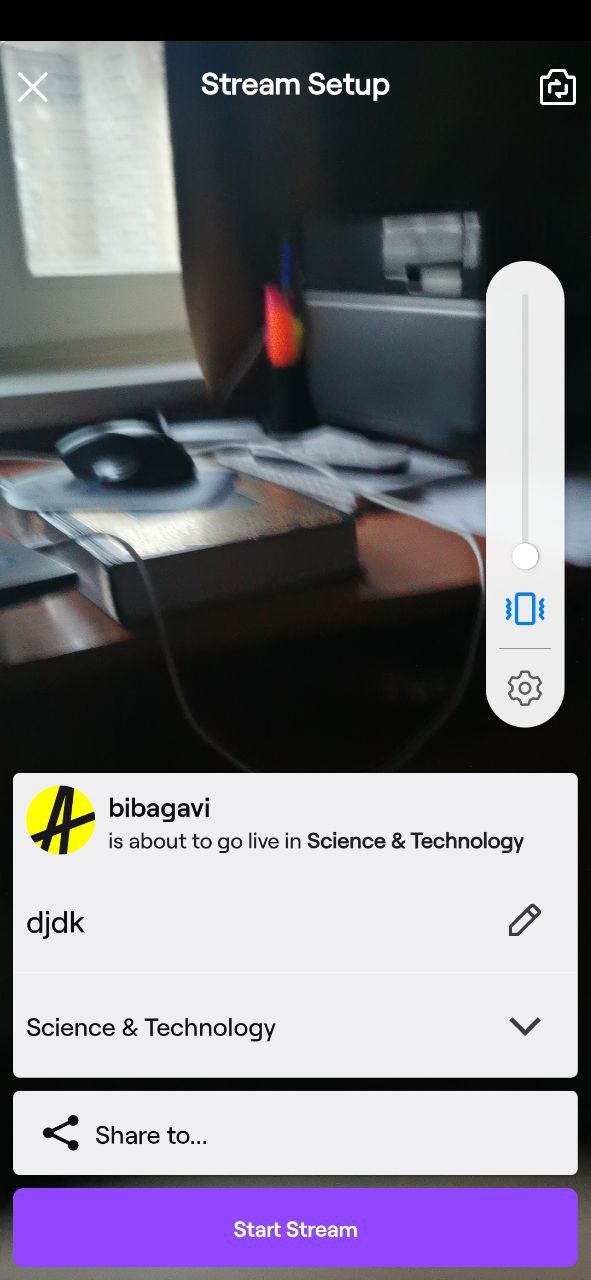 Stream Setup
bibagavi
is about to go live in Science & Technology
djdk
Science & Technology
Share to...
Start Stream